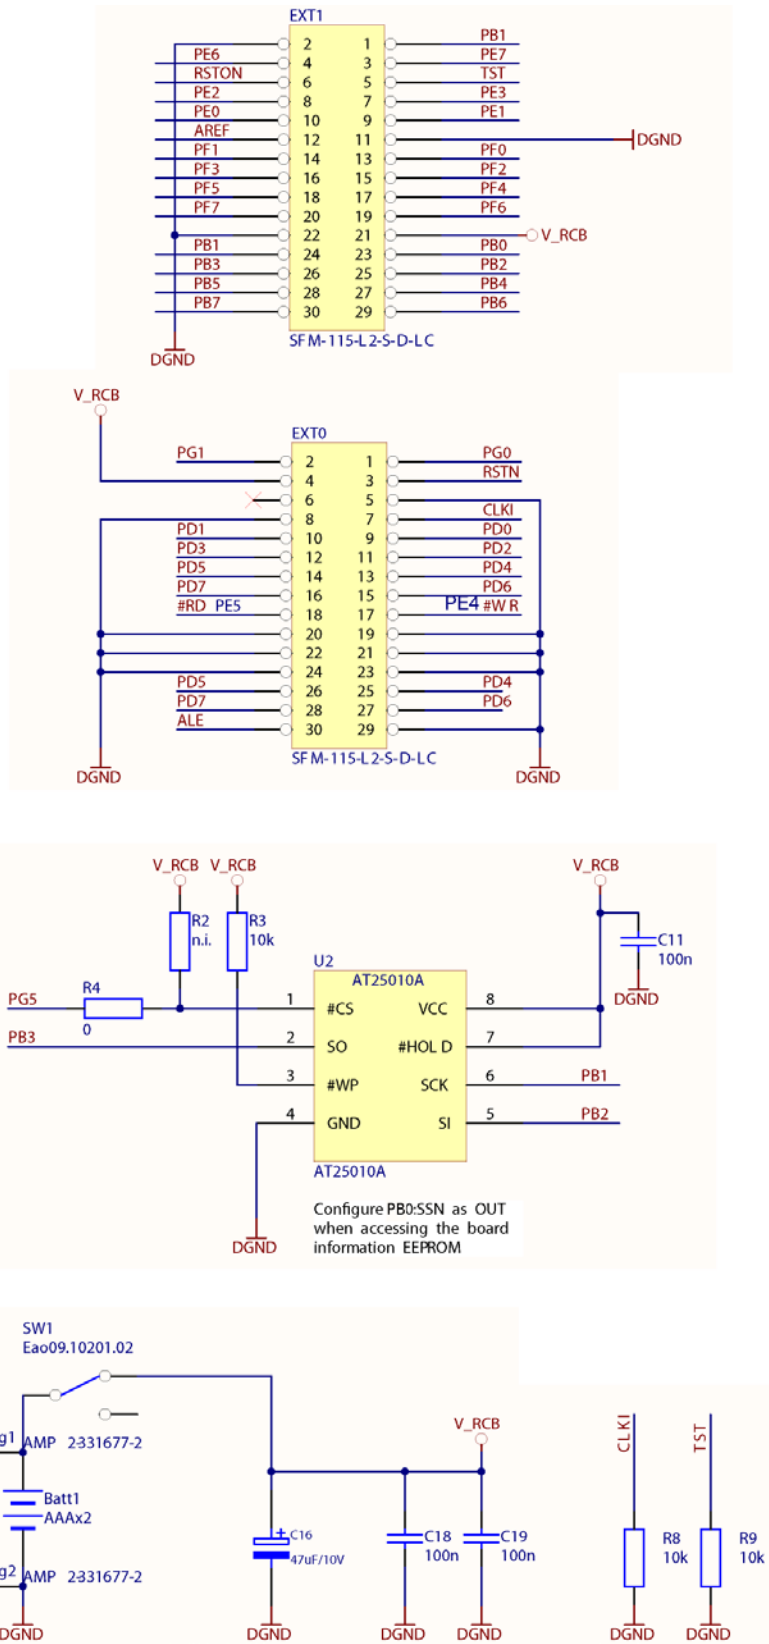 EXT1
2 1 PB1
PE6 4 3 PE7
RSTON 6 5 TST
PE2 8 7 PE3
PE0 10 9 PE1
AREF 12 11 DGND
PF1 14 13 PF0
PF3 16 15 PF2
PF5 18 17 PF4
PF7 20 19 PF6
22 21 V_RCB
PB1 24 23 PB0
PB3 26 25 PB2
PB5 28 27 PB4
PB7 30 29 PB6
SFM-115-L2-S-D-LC
DGND
V_RCB
EXT0
PG1 2 1 PG0
4 3 RSTN
6 5
8 7 CLKI
PD1 10 9 PD0
PD3 12 11 PD2
PD5 14 13 PD4
PD7 16 15 PD6
#RD PE5 18 17 PE4 #WR
20 19
22 21
24 23
PD5 26 25 PD4
PD7 28 27 PD6
ALE 30 29
SFM-115-L2-S-D-LC
DGND DGND
V_RCB V_RCB V_RCB
R2 R3
n.i. 10k
C11
100n
U2
AT25010A
R4
DGND
PG5 1 #CS VCC 8
0
PB3 2 SO #HOLD 7
3 #WP SCK 6 PB1
4 GND SI 5 PB2
AT25010A
Configure PB0:SSN as OUT
when accessing the board
information EEPROM
DGND
SW1
Eao09.10201.02
V_RCB
CLKI TST
g1 AMP 2-331677-2
Batt1
AAAx2
C16
47uF/10V
C18
100n
C19
100n
R8
10k
R9
10k
g2 AMP 2-331677-2
DGND DGND DGND DGND DGND DGND